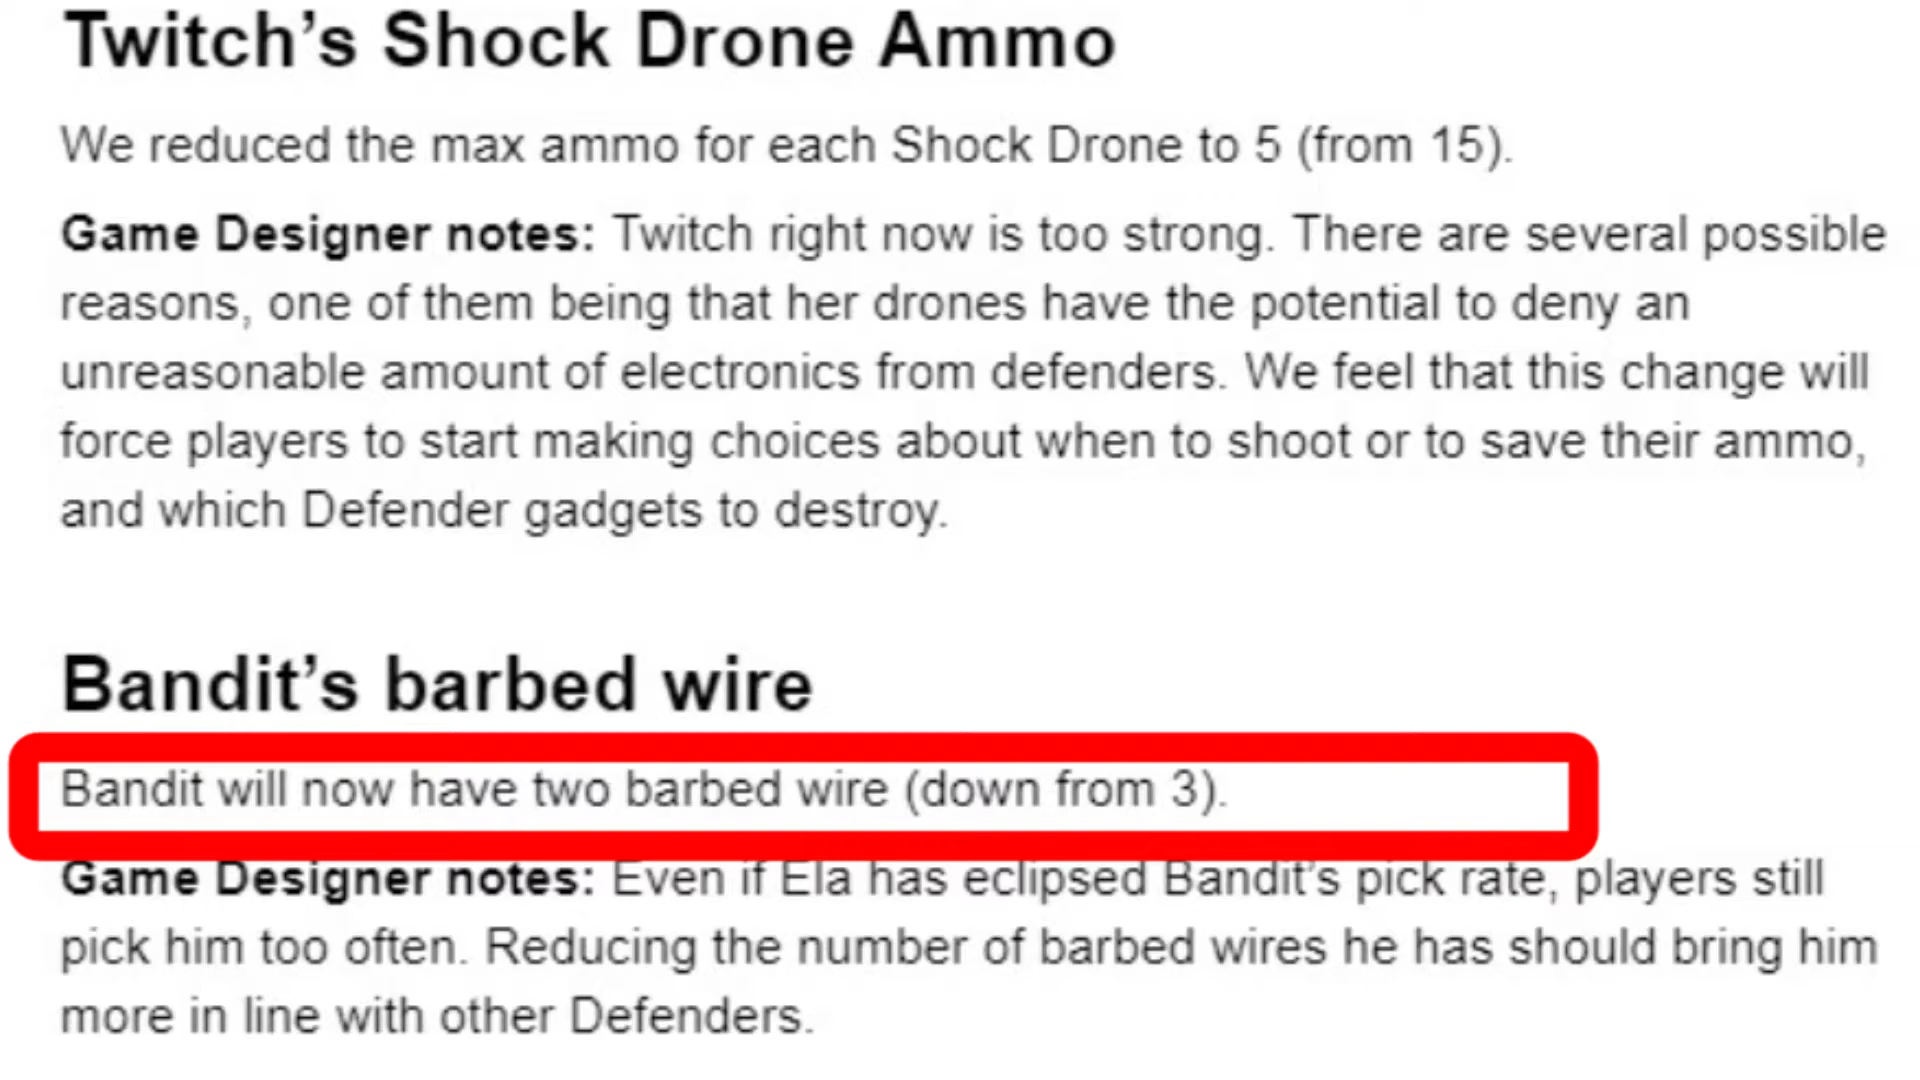 Twitch's Shock Drone Ammo
We reduced the max ammo for each Shock Drone to 5 (from 15).
Game Designer notes: Twitch right now is too strong. There are several possible
reasons, one of them being that her drones have the potential to deny an
unreasonable amount of electronics from defenders. We feel that this change will
force players to start making choices about when to shoot or to save their ammo,
and which Defender gadgets to destroy.
Bandit's barbed wire
Bandit will now have two barbed wire (down from 3).
Game Designer notes: Even if Ela has eclipsed Bandit's pick rate, players still
pick him too often. Reducing the number of barbed wires he has should bring him
more in line with other Defenders.